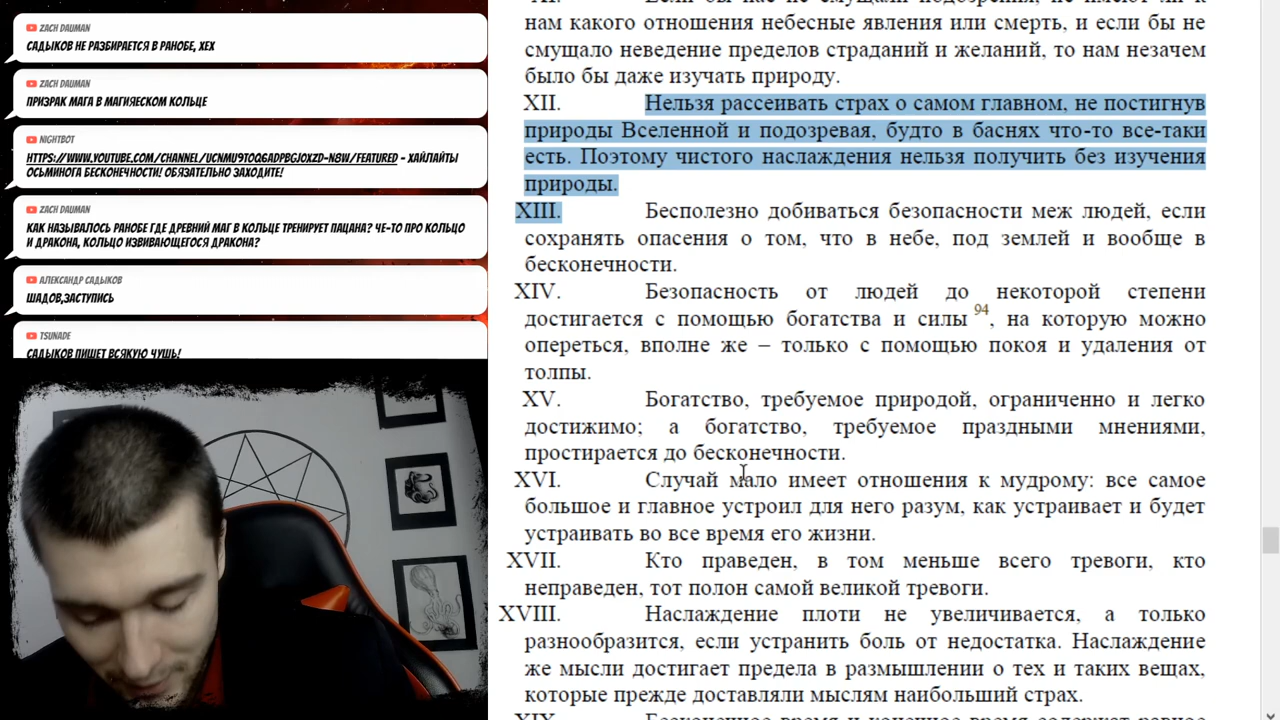 ZACH DAUMAN
САДЫКОВ НЕ РАЗБИРАЕТСЯ В РАНОБЕ, ХЕХ
ZACH DAUMAN
ПРИЗРАК МАГА В МАГИЯЕСКОМ КОЛЬЦЕ
NIGHTBOT
- ХАЙЛАЙТЫ
ОСЬМИНОГА БЕСКОНЕЧНОСТИ! ОБЯЗАТЕЛЬНО ЗАХОДИТЕ!
ZACH DAUMAN
КАК НАЗЫВАЛОСЬ РАНОБЕ ГДЕ ДРЕВНИЙ МАГ В КОЛЬЦЕ ТРЕНИРУЕТ ПАЦАНА? ЧЕ-ТО ПРО КОЛЬЦО
И ДРАКОНА, КОЛЬЦО ИЗВИВАЮЩЕГОСЯ ДРАКОНА?
АЛЕКСАНДР САДЫКОВ
ШАДОВ,ЗАСТУПИСЬ
TSUNADE
САДЫКОВ ПИШЕТ ВСЯКУЮ ЧУШЬ!
нам какого отношения небесные явления или смерть, и если бы не
смущало неведение пределов страданий и желаний, то нам незачем
было бы даже изучать природу.
XII. Нельзя рассеивать страх о самом главном, не постигнув
природы Вселенной и подозревая, будто в баснях что-то все-таки
есть. Поэтому чистого наслаждения нельзя получить без изучения
природы.
XIII. Бесполезно добиваться безопасности меж людей, если
сохранять опасения о том, что в небе, под землей и вообще в
бесконечности.
XIV. Безопасность от людей до некоторой степени
достигается с помощью богатства и силы 94, на которую можно
опереться, вполне же – только с помощью покоя и удаления от
толпы.
XV. Богатство, требуемое природой, ограниченно и легко
достижимо; а богатство, требуемое праздными мнениями,
простирается до бесконечности.
XVI. Случай мало имеет отношения к мудрому: все самое
большое и главное устроил для него разум, как устраивает и будет
устраивать во все время его жизни.
XVII. Кто праведен, в том меньше всего тревоги, кто
неправеден, тот полон самой великой тревоги.
XVIII. Наслаждение плоти не увеличивается, а только
разнообразится, если устранить боль от недостатка. Наслаждение
же мысли достигает предела в размышлении о тех и таких вещах,
которые прежде доставляли мыслям наибольший страх.